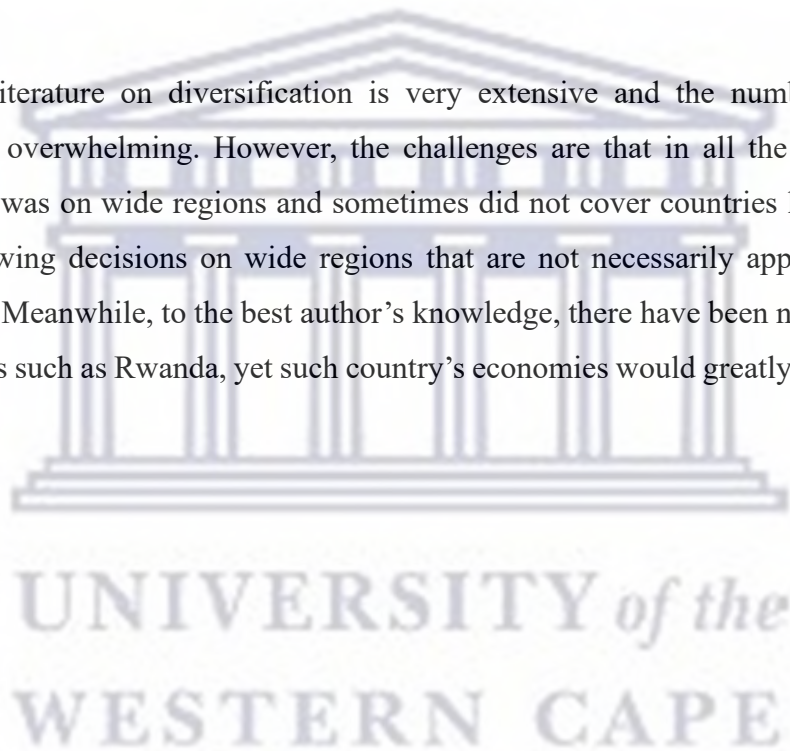 iterature on diversification is very extensive and the num
overwhelming. However, the challenges are that in all the
was on wide regions and sometimes did not cover countries
wing decisions on wide regions that are not necessarily app
Meanwhile, to the best author’s knowledge, there have been n
s such as Rwanda, yet such country’s economies would greatly
UNIVERSITY of the
WESTERN CAPE